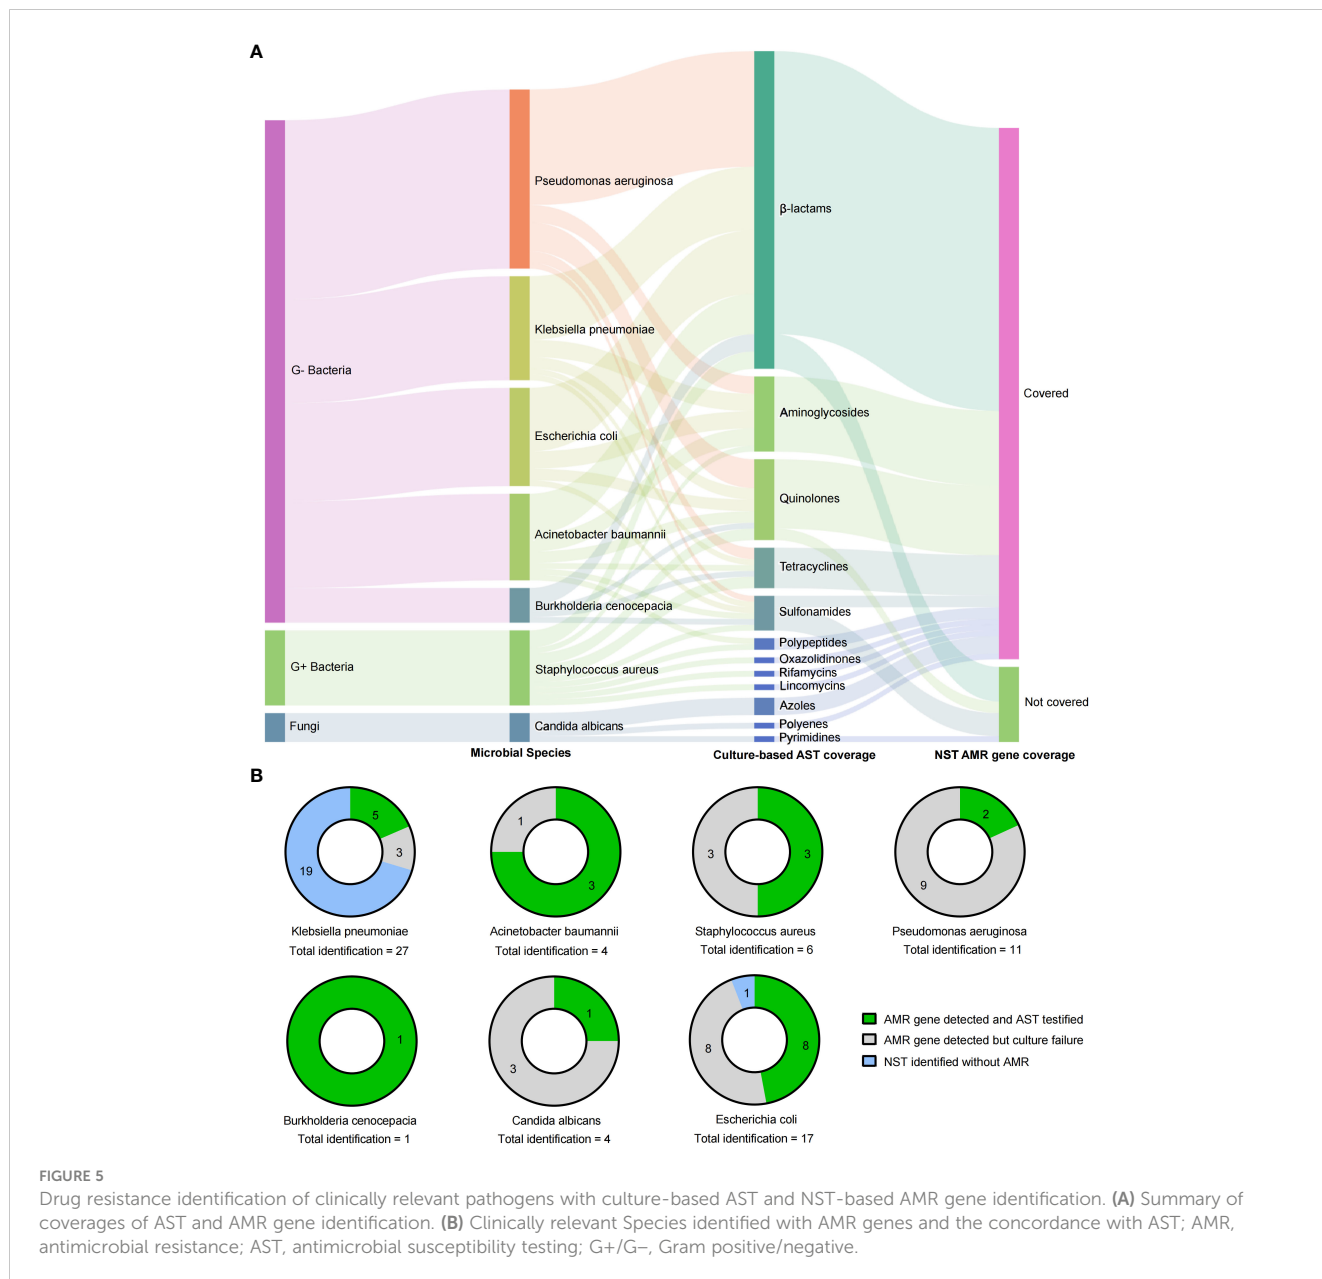 A
Pseudomonas aeruginosa
β-lactams
Klebsiella pneumoniae
G- Bacteria
Covered
Aminoglycosides
Escherichia coli
Quinolones
Acinetobacter baumannii
Tetracyclines
Burkholderia cenocepacia
Sulfonamides
Polypeptides
G+ Bacteria
Staphylococcus aureus
Oxazolidinones
Rifamycins
Lincomycins
Not covered
Azoles
Fungi
Candida albicans
Polyenes
Pyrimidines
Microbial Species
Culture-based AST coverage
NST AMR gene coverage
B
5
3
19
Klebsiella pneumoniae
Total identification = 27
1
3
Acinetobacter baumannii
Total identification = 4
3
3
Staphylococcus aureus
Total identification = 6
2
9
Pseudomonas aeruginosa
Total identification = 11
1
Burkholderia cenocepacia
Total identification = 1
1
3
Candida albicans
Total identification = 4
1
8
8
Escherichia coli
Total identification = 17
AMR gene detected and AST testified
AMR gene detected but culture failure
NST identified without AMR
FIGURE 5
Drug resistance identification of clinically relevant pathogens with culture-based AST and NST-based AMR gene identification. (A) Summary of
coverages of AST and AMR gene identification. (B) Clinically relevant Species identified with AMR genes and the concordance with AST; AMR,
antimicrobial resistance; AST, antimicrobial susceptibility testing; G+/G–, Gram positive/negative.